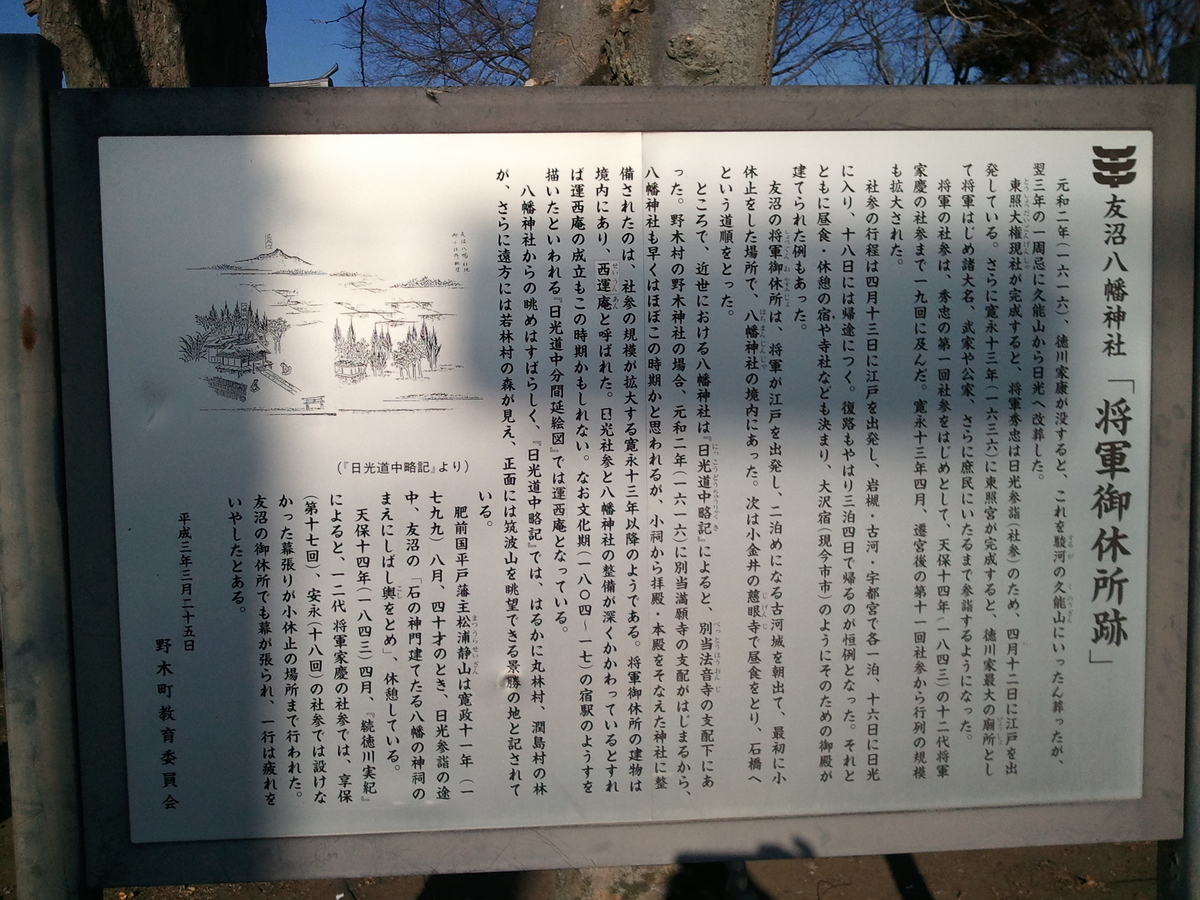 友沼八幡神社「将軍御休所跡」
元和二年(一六一六)、徳川家康が没すると、これを駿河の久能山にいったん葬ったが、
翌三年の一周忌に久能山から日光へ改葬した。
東照大権現社が完成すると、将軍秀忠は日光参詣(社参)のため、四月十二日に江戸を出
発している。さらに寛永十三年(一六三六)に東照宮が完成すると、徳川家最大の廟所とし
て将軍はじめ諸大名、武家や公家、さらに庶民にいたるまで参詣するようになった。
将軍の社参は、秀忠の第一回社参をはじめとして、天保十四年(一八四三)の十二代将軍
家慶の社参まで一九回に及んだ。寛永十三年四月、遷宮後の第十一回社参から行列の規模
も拡大された。
社参の行程は四月十三日に江戸を出発し、岩槻・古河・宇都宮で各一泊、十六日に日光
に入り、十八日には帰途につく。復路もやはり三泊四日で帰るのが恒例となった。それと
ともに昼食・休憩の宿や寺社なども決まり、大沢宿(現今市市)のようにそのための御殿が
建てられた例もあった。
友沼の将軍御休所は、将軍が江戸を出発し、二泊めになる古河城を朝出て、最初に小
休止をした場所で、八幡神社の境内にあった。次は小金井の慈眼寺で昼食をとり、石橋へ
という道順をとった。
ところで、近世における八幡神社は『日光道中略記』によると、別当法音寺の支配下にあ
った。野木村の野木神社の場合、元和二年(一六一六)に別当満願寺の支配がはじまるから、
八幡神社も早くはほぼこの時期かと思われるが、小祠から拝殿・本殿をそなえた神社に整
備されたのは、社参の規模が拡大する寛永十三年以降のようである。将軍御休所の建物は
境内にあり、西運庵と呼ばれた。日光社参と八幡神社の整備が深くかかわっているとすれ
ば運西庵の成立もこの時期かもしれない。なお文化期(一八〇四～一七)の宿駅のようすを
描いたといわれる『日光道中分間延絵図』では運西庵となっている。
八幡神社からの眺めはすばらしく、『日光道中略記』では、はるかに丸林村、潤島村の林
が、さらに遠方には若林村の森が見え、正面には筑波山を眺望できる景勝の地と記されて
いる。
肥前国平戸藩主松浦静山は寛政十一年(一
七九九)八月、四十才のとき、日光参詣の途
中、友沼の「石の神門建てたる八幡の神祠の
まえにしばし輿をとめ」、休憩している。
天保十四年(一八四三)四月、『続徳川実紀』
によると、一二代将軍家慶の社参では、享保
(第十七回)、安永(十八回)の社参では設けな
かった幕張りが小休止の場所まで行われた。
友沼の御休所でも幕が張られ、一行は疲れを
いやしたとある。
(『日光道中略記』より)
平成三年三月二十五日
野木町教育委員会